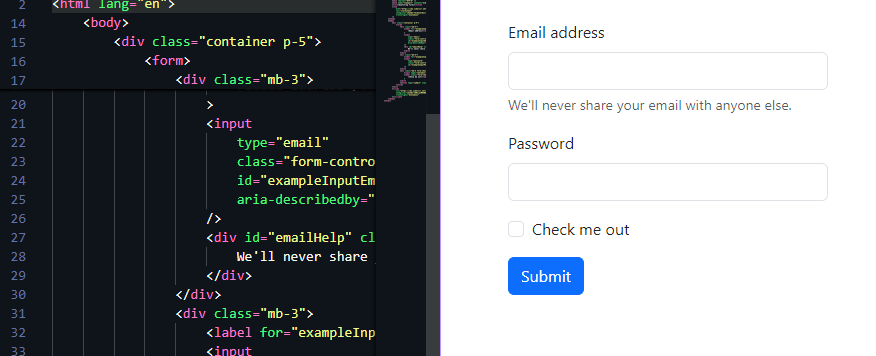 2 <html lang="en">
14 <body>
15 <div class="container p-5">
16 <form>
17 <div class="mb-3">
20 >
21 <input
22 type="email"
23 class="form-contro
24 id="exampleInputEm
25 aria-describedby="
26 />
27 <div id="emailHelp" cl
28 We'll never share
29 </div>
30 </div>
31 <div class="mb-3">
32 <label for="exampleInp
33 <input
Email address
We'll never share your email with anyone else.
Password
Check me out
Submit